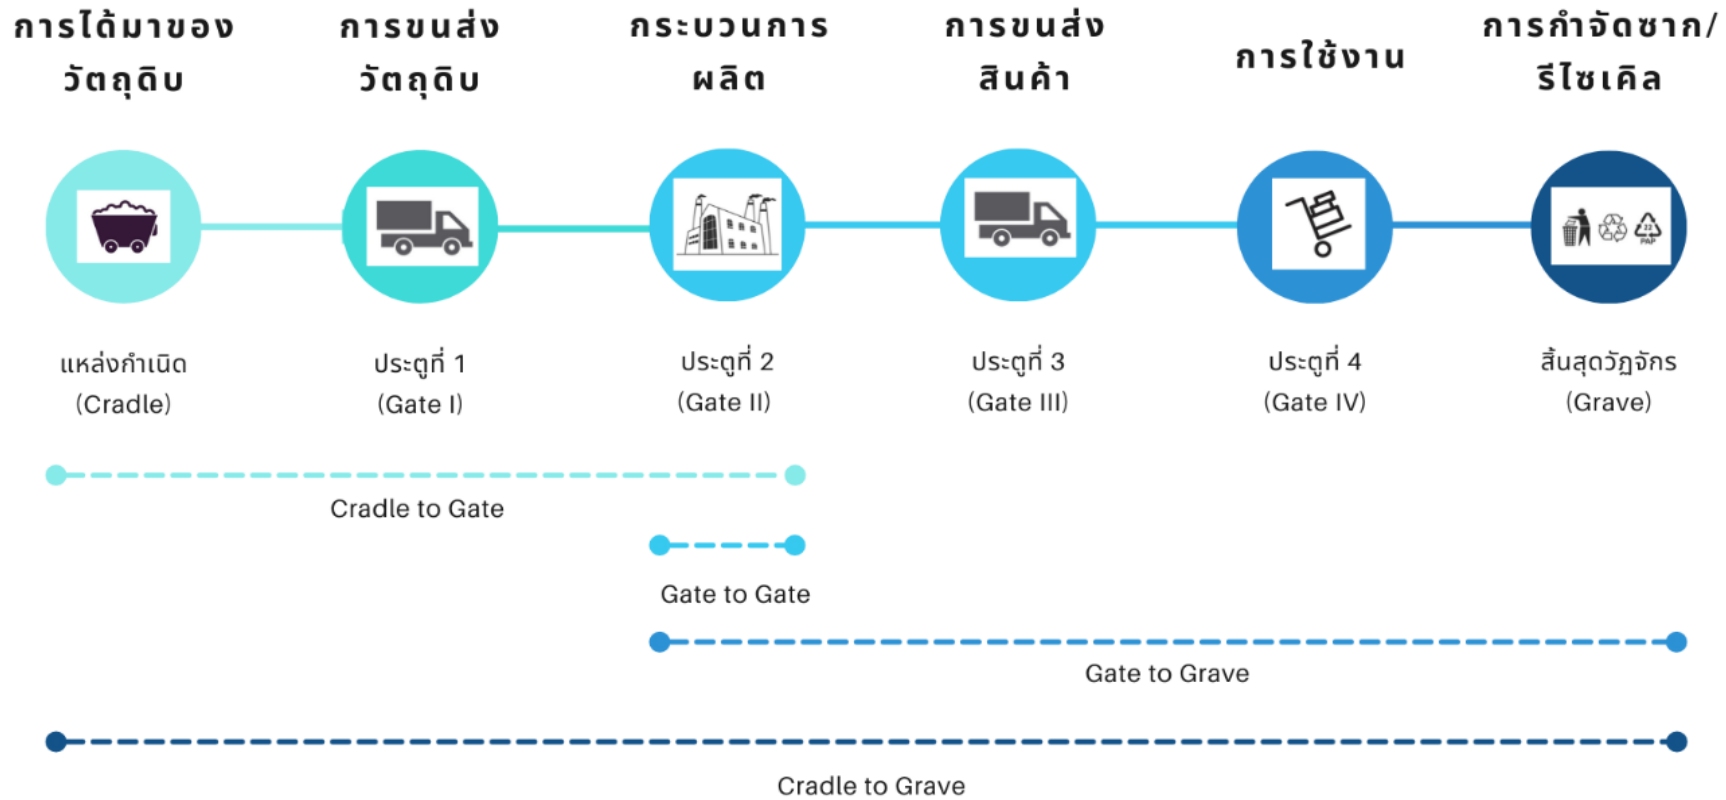 การได้มาของ
วัตถุดิบ
การขนส่ง
วัตถุดิบ
กระบวนการ
ผลิต
การขนส่ง
สินค้า
การใช้งาน
การกำจัดซาก/
รีไซเคิล
22
PAP
แหล่งกำเนิด
(Cradle)
ประตูที่ 1
(Gate I)
ประตูที่ 2
(Gate II)
ประตูที่ 3
(Gate III)
ประตูที่ 4
(Gate IV)
สิ้นสุดวัฏจักร
(Grave)
Cradle to Gate
Gate to Gate
Gate to Grave
Cradle to Grave